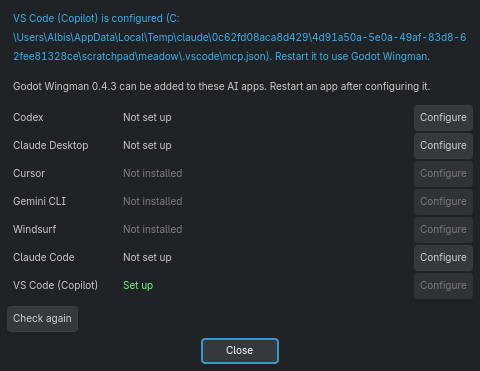 VS Code (Copilot) is configured (C:
\Users\Albis\AppData\Local\Temp\claude\0c62fd08aca8d429\4d91a50a-5e0a-49af-83d8-6
2fee81328ce\scratchpad\meadow\.vscode\mcp.json). Restart it to use Godot Wingman.
Godot Wingman 0.4.3 can be added to these AI apps. Restart an app after configuring it.
Codex Not set up Configure
Claude Desktop Not set up Configure
Cursor Not installed Configure
Gemini CLI Not installed Configure
Windsurf Not installed Configure
Claude Code Not set up Configure
VS Code (Copilot) Set up Configure
Check again
Close